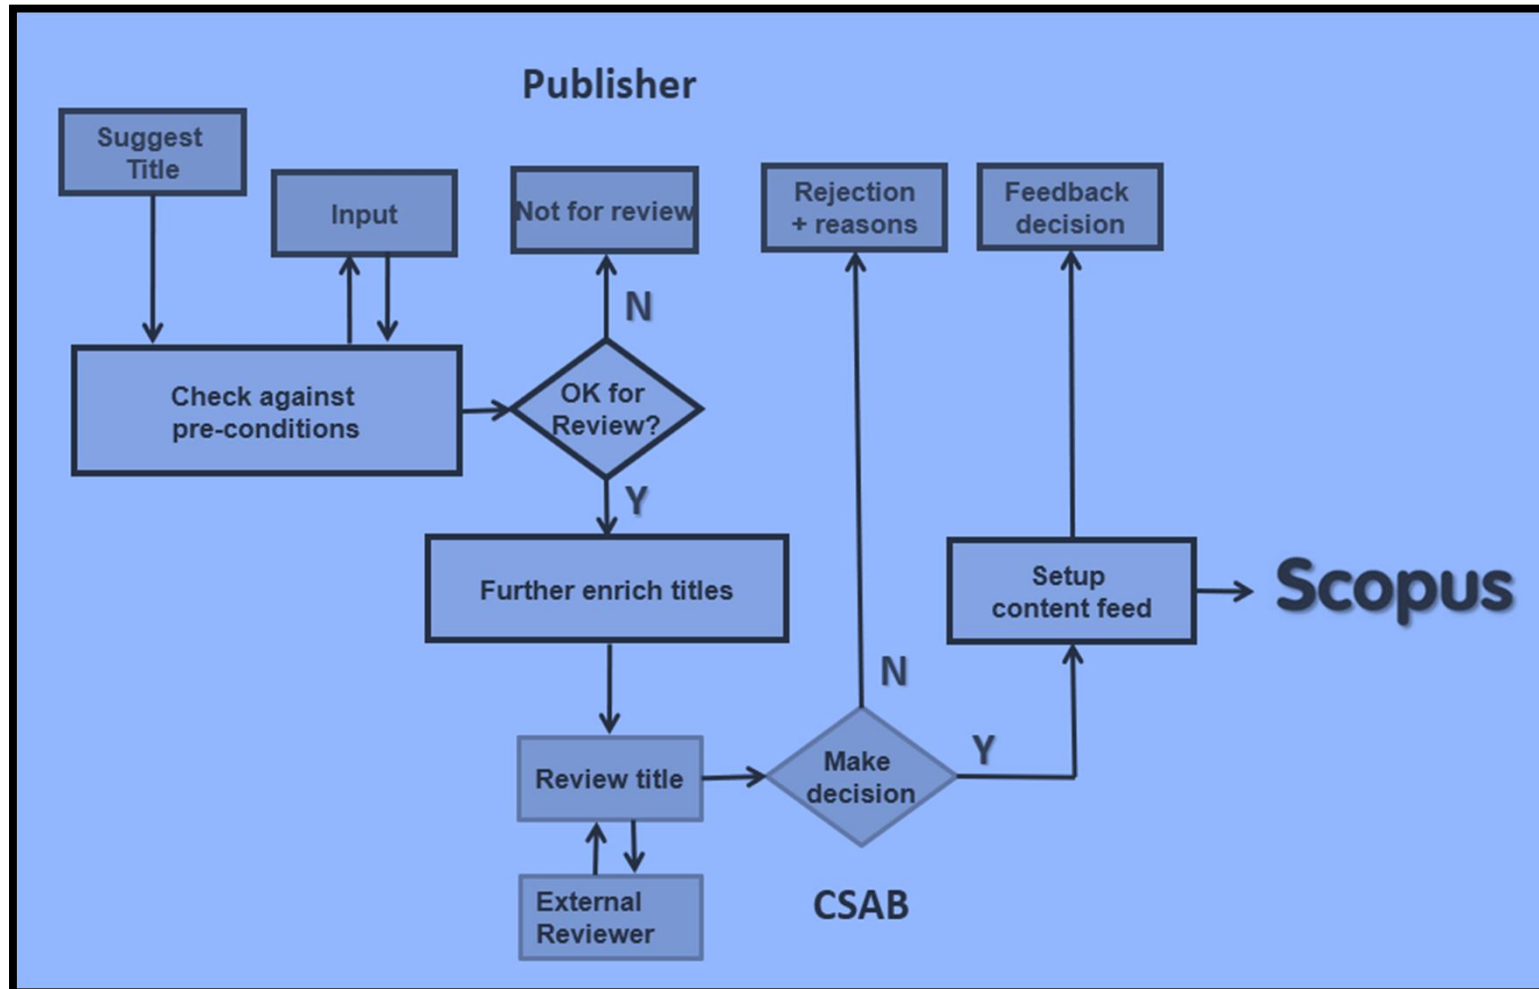 Publisher
Suggest
Title
Input
Not for review
Rejection
+ reasons
Feedback
decision
N
Check against
pre-conditions
OK for
Review?
Y
Further enrich titles
Setup
content feed
Scopus
N
Review title
Make
decision
Y
External
Reviewer
CSAB